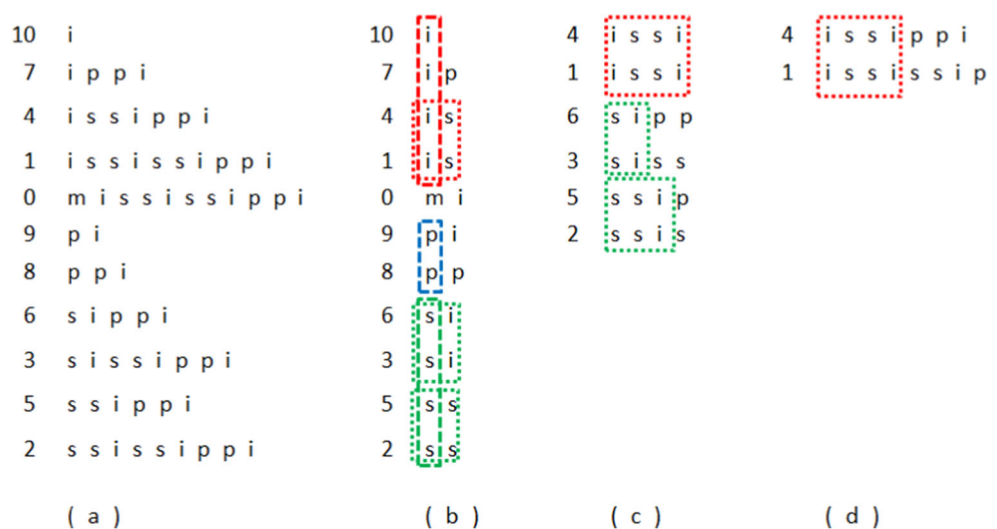 10 i 10 i 4 i s s i 4 i s s i p p i
7 i p p i 7 i p 1 i s s i 1 i s s i s s i p
4 i s s i p p i 4 i s 6 s i p p
1 i s s i s s i p p i 1 i s 3 s i s s
0 m i s s i s s i p p i 0 m i 5 s s i p
9 p i 9 p i 2 s s i s
8 p p i 8 p p
6 s i p p i 6 s i
3 s i s s i p p i 3 s i
5 s s i p p i 5 s s
2 s s i s s i p p i 2 s s
( a ) ( b ) ( c ) ( d )